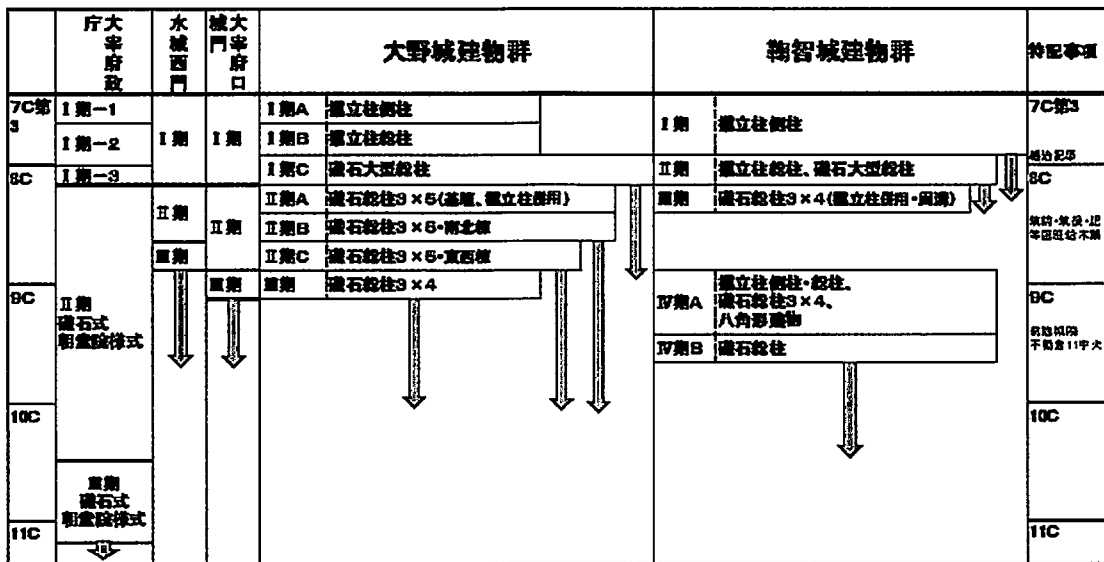 大宰府政庁
水城西門
大宰府口城門
大野城建物群
鞠智城建物群
特記事項
7C第3
Ⅰ期-1
Ⅰ期-2
Ⅰ期-3
Ⅰ期
Ⅰ期
Ⅰ期A 掘立柱側柱
Ⅰ期B 掘立柱総柱
Ⅰ期C 礎石大型総柱
Ⅰ期 掘立柱側柱
Ⅱ期 掘立柱総柱、礎石大型総柱
7C第3
8C
Ⅱ期
Ⅱ期
Ⅱ期A 礎石総柱3×5(基壇、掘立柱併用)
Ⅱ期B 礎石総柱3×5・南北棟
Ⅱ期C 礎石総柱3×5・東西棟
Ⅲ期 礎石総柱3×4(掘立柱併用・周溝)
8C
Ⅲ期
Ⅲ期
Ⅲ期 礎石総柱3×4
9C
Ⅱ期
礎石式
朝堂院様式
Ⅳ期A
掘立柱側柱・総柱、
礎石総柱3×4、
八角形建物
Ⅳ期B 礎石総柱
9C
不動倉11宇火
10C
10C
Ⅲ期
礎石式
朝堂院様式
11C
11C